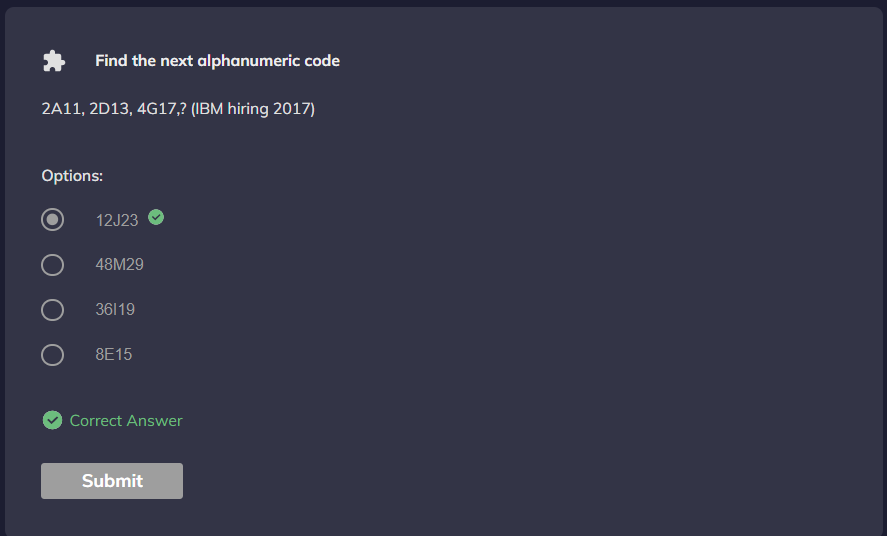 Find the next alphanumeric code
2A11, 2D13, 4G17,? (IBM hiring 2017)
Options:
12J23
48M29
36I19
8E15
Correct Answer
Submit